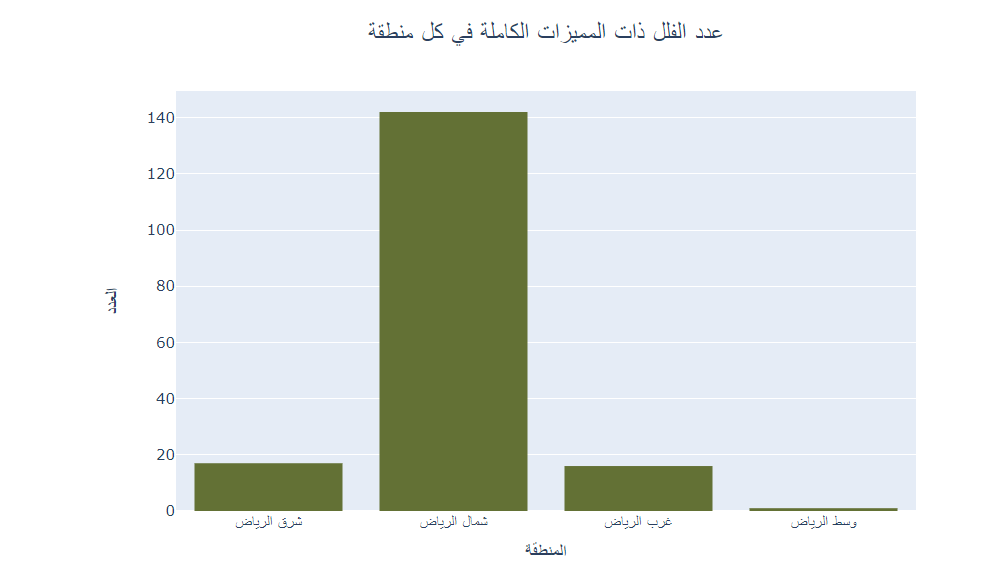 عدد الفلل ذات المميزات الكاملة في كل منطقة
العدد
140
120
100
80
60
40
20
0
شرق الرياض
شمال الرياض
غرب الرياض
وسط الرياض
المنطقة